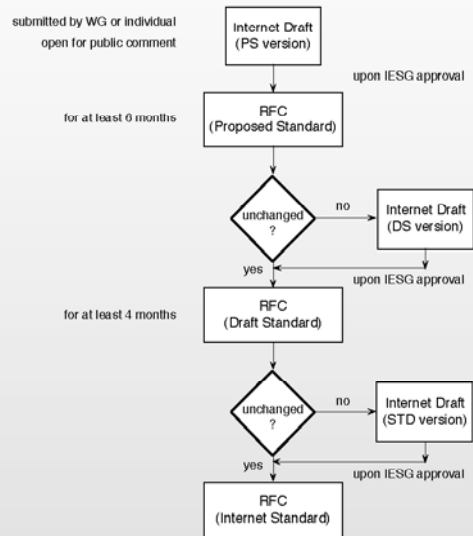 submitted by WG or individual
open for public comment
Internet Draft
(PS version)
upon IESG approval
for at least 6 months
RFC
(Proposed Standard)
unchanged
?
no
Internet Draft
(DS version)
yes
upon IESG approval
for at least 4 months
RFC
(Draft Standard)
unchanged
?
no
Internet Draft
(STD version)
yes
upon IESG approval
RFC
(Internet Standard)